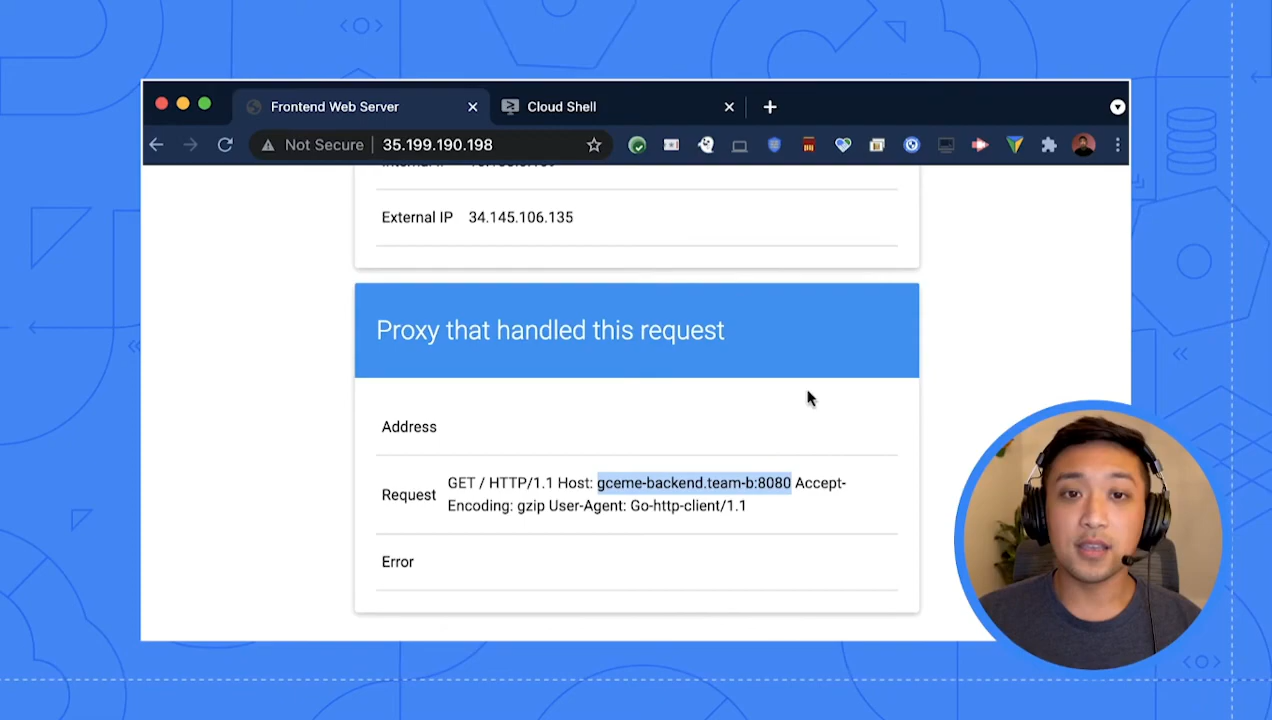 Frontend Web Server
Cloud Shell
Not Secure | 35.199.190.198
External IP 34.145.106.135
Proxy that handled this request
Address
Request
GET / HTTP/1.1 Host: gceme-backend.team-b:8080 Accept-
Encoding: gzip User-Agent: Go-http-client/1.1
Error